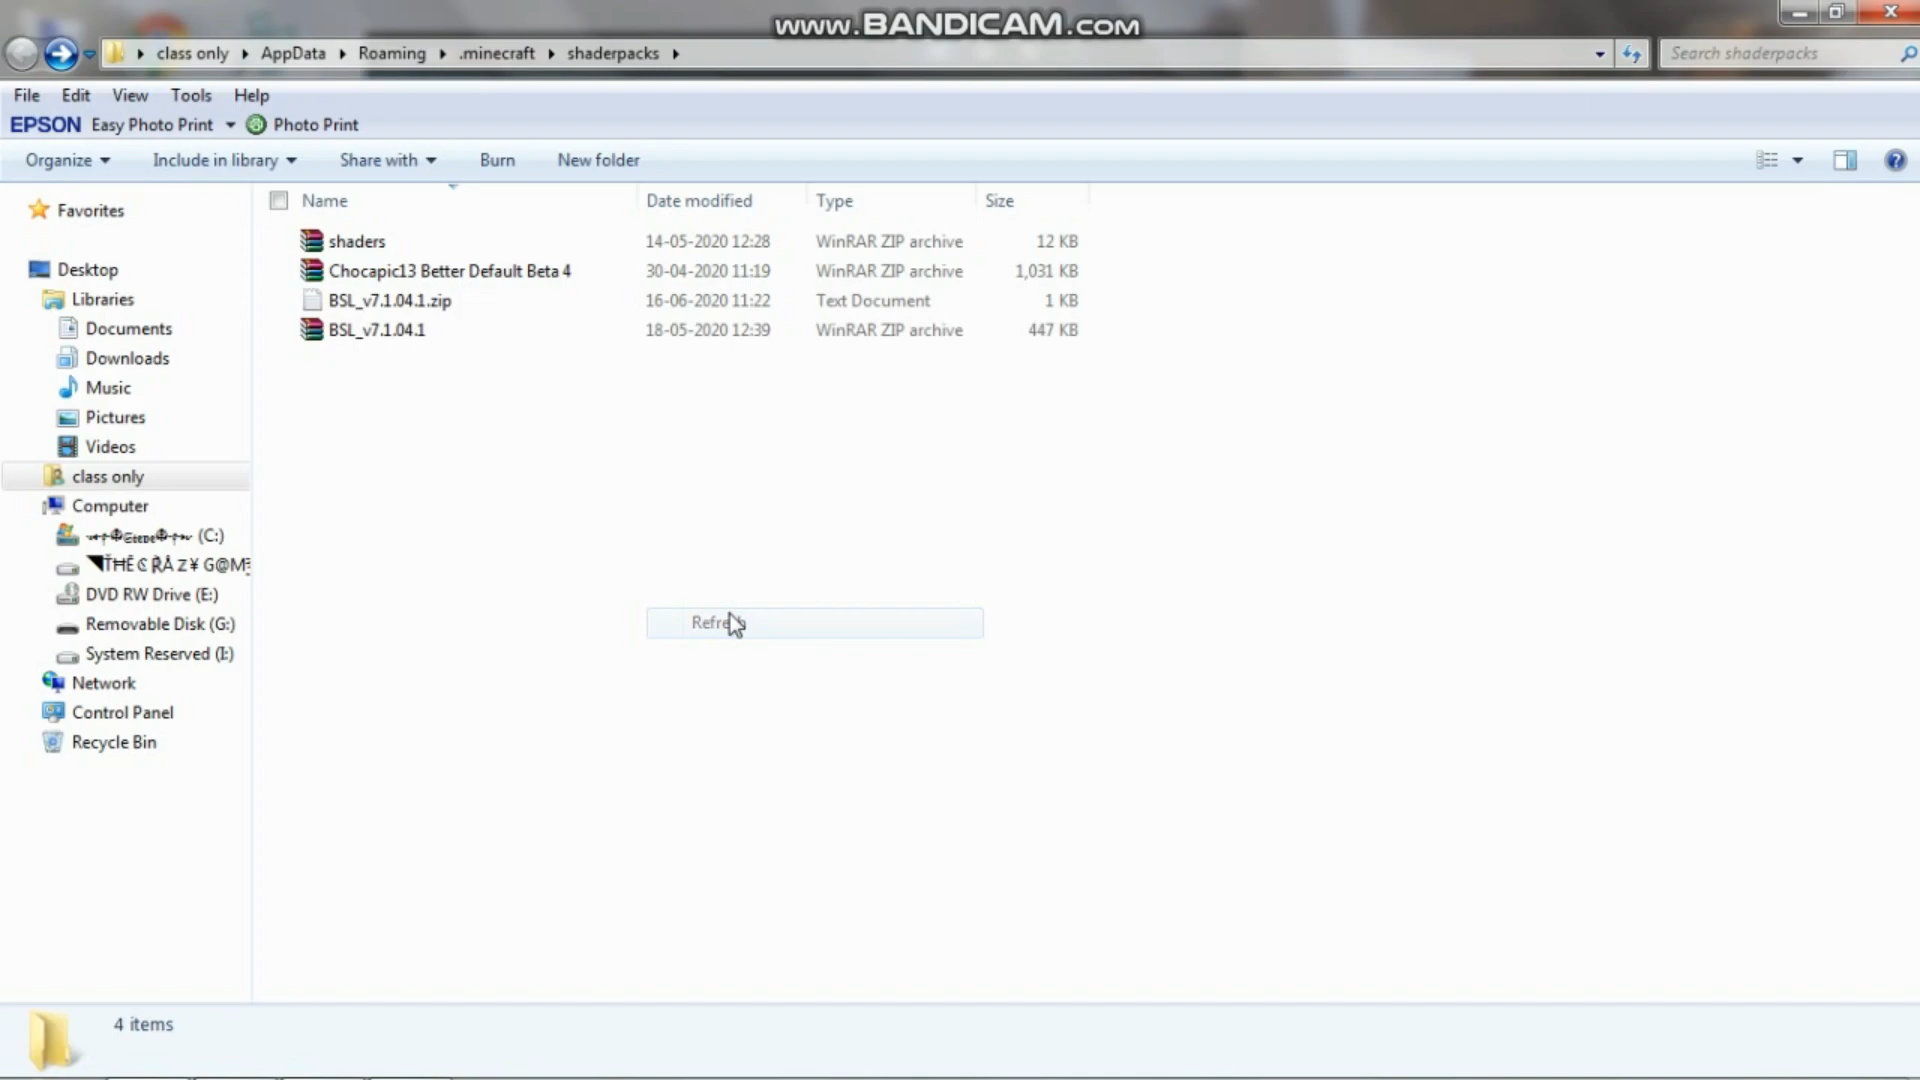 www.BANDICAM.com
class only AppData Roaming .minecraft shaderpacks
Search shaderpacks
File Edit View Tools Help
EPSON Easy Photo Print Photo Print
Organize Include in library Share with Burn New folder
Name Date modified Type Size
shaders 14-05-2020 12:28 WinRAR ZIP archive 12 KB
Chocapic13 Better Default Beta 4 30-04-2020 11:19 WinRAR ZIP archive 1,031 KB
BSL_v7.1.04.1.zip 16-06-2020 11:22 Text Document 1 KB
BSL_v7.1.04.1 18-05-2020 12:39 WinRAR ZIP archive 447 KB
Favorites
Desktop
Libraries
Documents
Downloads
Music
Pictures
Videos
class only
Computer
(C:)
DVD RW Drive (E:)
Removable Disk (G:)
System Reserved (I:)
Network
Control Panel
Recycle Bin
Refresh
4 items